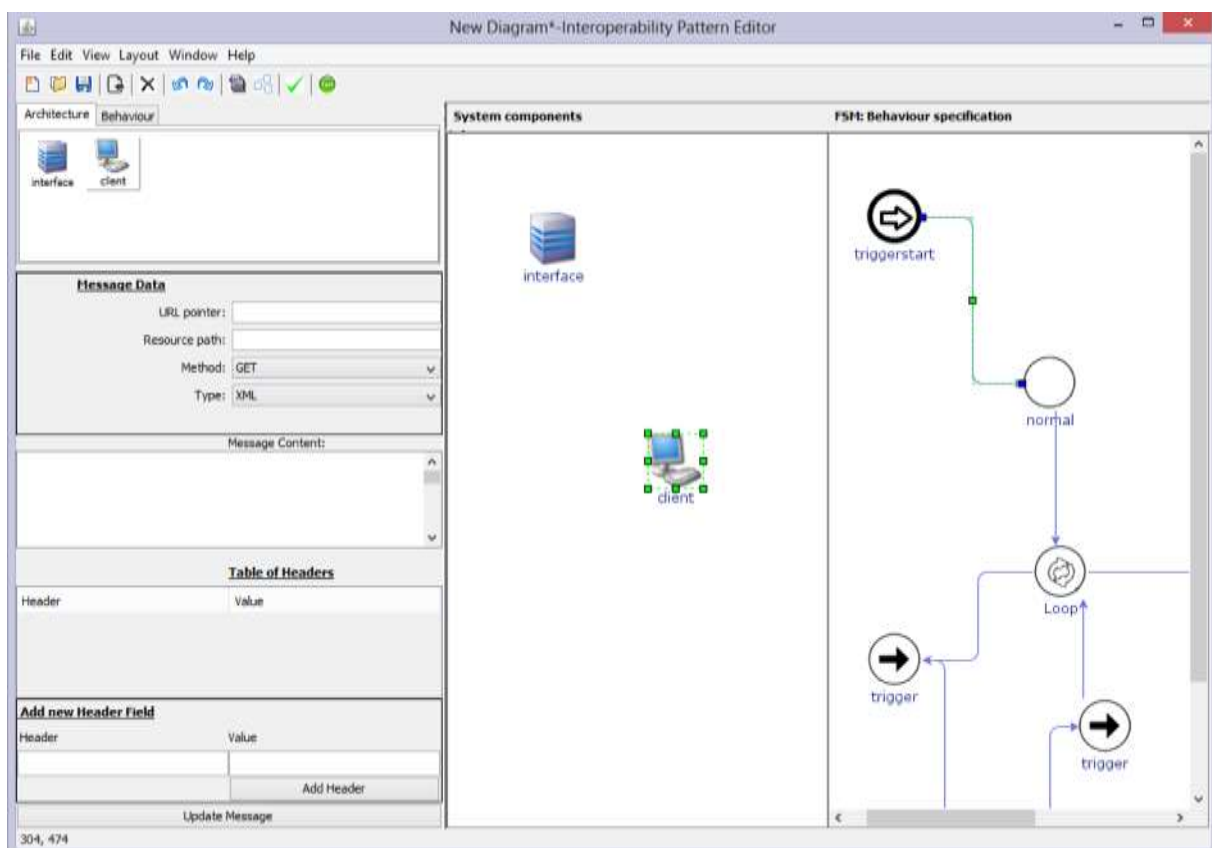 New Diagram*-Interoperability Pattern Editor
File Edit View Layout Window Help
Architecture Behaviour
interface client
Message Data
URL pointer:
Resource path:
Method: GET
Type: XML
Message Content:
Table of Headers
Header Value
Add new Header Field
Header Value
Add Header
Update Message
304, 474
System components
interface
client
FSM: Behaviour specification
triggerstart
normal
Loop
trigger
trigger